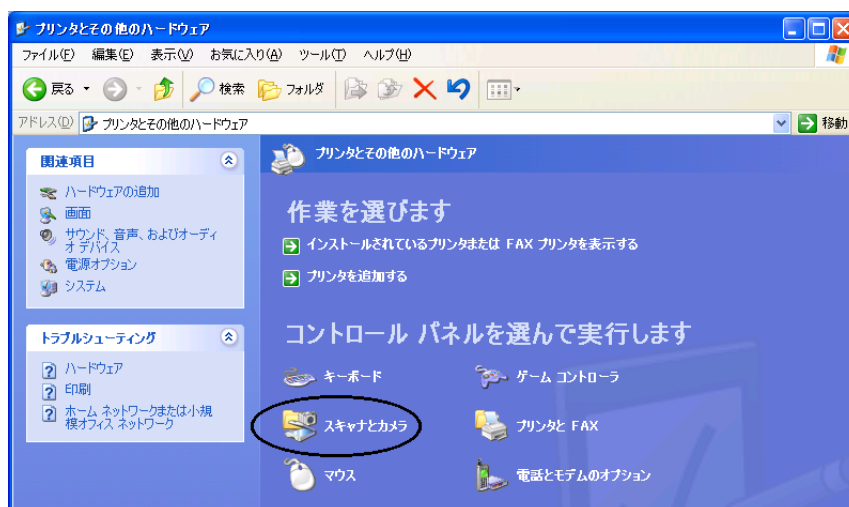 プリンタとその他のハードウェア
ファイル(F) 編集(E) 表示(V) お気に入り(A) ツール(T) ヘルプ(H)
戻る 検索 フォルダ
アドレス(D) プリンタとその他のハードウェア 移動
関連項目
ハードウェアの追加
画面
サウンド、音声、およびオーディ
オ デバイス
電源オプション
システム
トラブルシューティング
ハードウェア
印刷
ホーム ネットワークまたは小規
模オフィス ネットワーク
プリンタとその他のハードウェア
作業を選びます
インストールされているプリンタまたは FAX プリンタを表示する
プリンタを追加する
コントロール パネルを選んで実行します
キーボード ゲーム コントローラ
スキャナとカメラ プリンタと FAX
マウス 電話とモデムのオプション